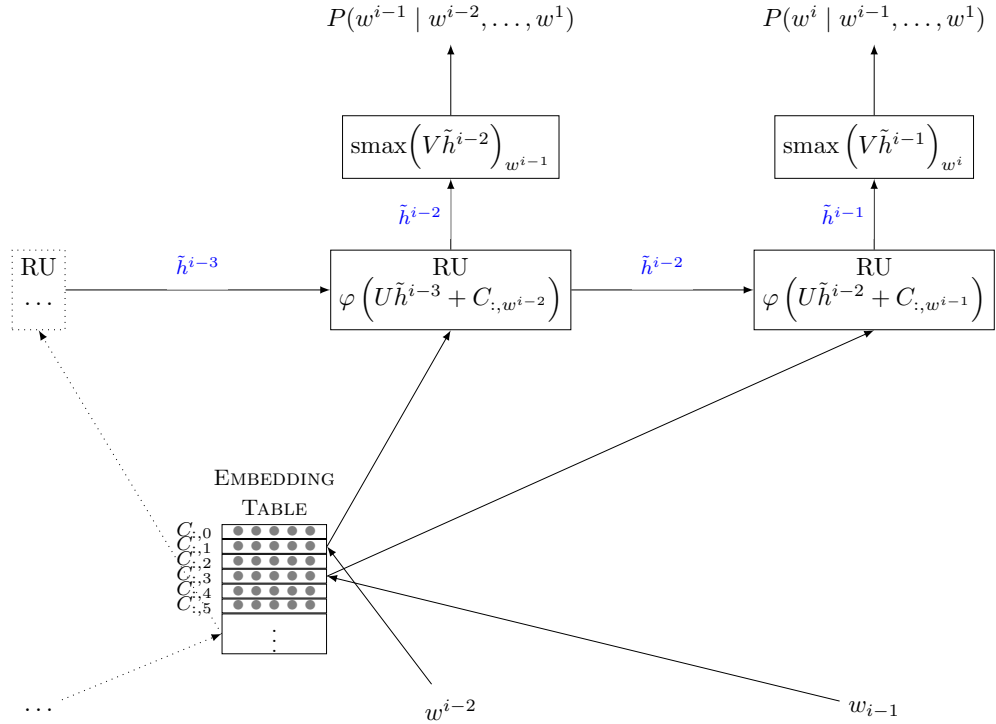 P(w^{i-1} | w^{i-2}, ..., w^1)
P(w^i | w^{i-1}, ..., w^1)
smax(Vh̃^{i-2})_{w^{i-1}}
smax(Vh̃^{i-1})_{w^i}
h̃^{i-2}
h̃^{i-1}
RU
...
h̃^{i-3}
RU
φ(Uh̃^{i-3} + C_{:,w^{i-2}})
h̃^{i-2}
RU
φ(Uh̃^{i-2} + C_{:,w^{i-1}})
EMBEDDING
TABLE
C_{:,0}
C_{:,1}
C_{:,2}
C_{:,3}
C_{:,4}
C_{:,5}
⋮
...
w^{i-2}
w_{i-1}